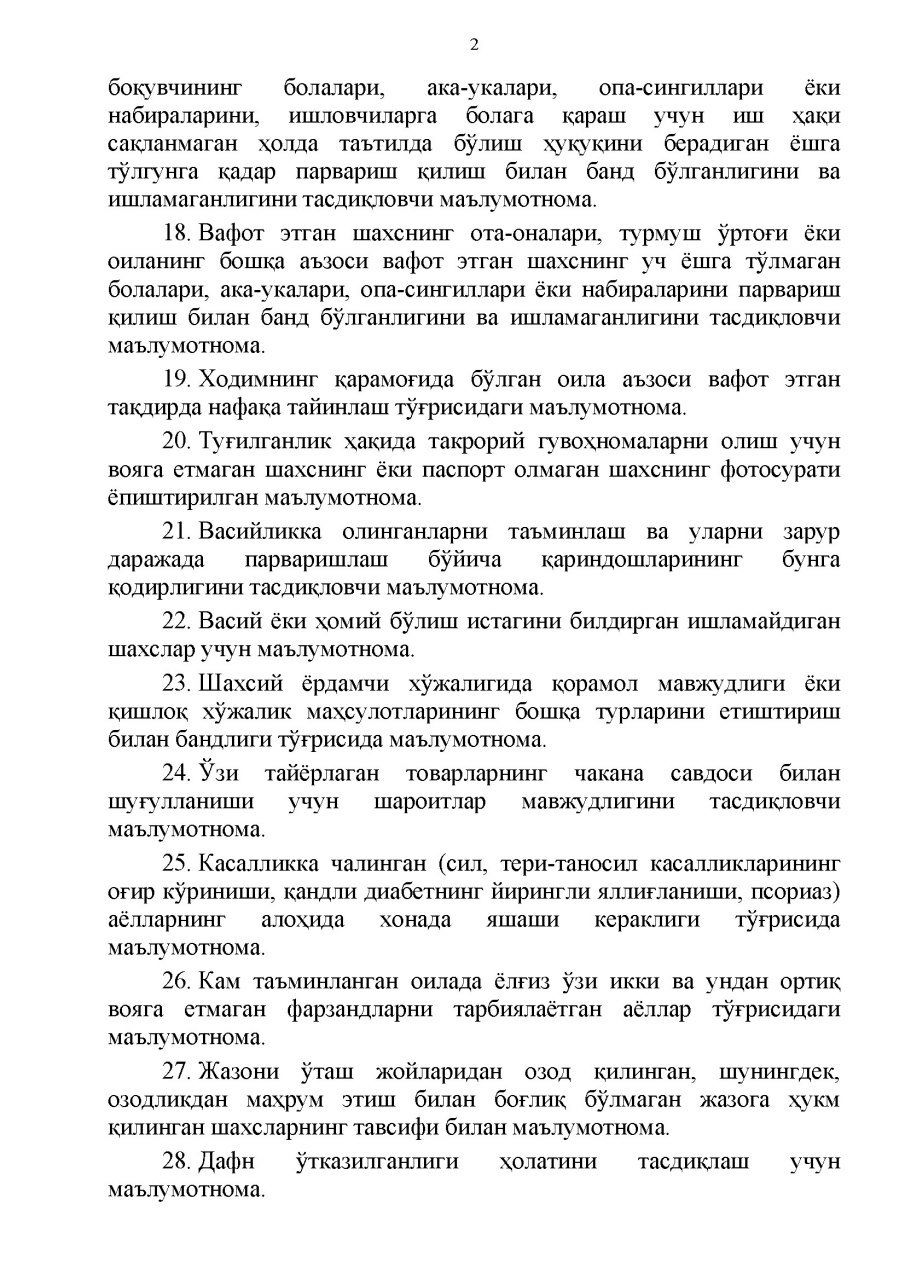 2
боқувчининг болалари, ака-укалари, опа-сингиллари ёки
набираларини, ишловчиларга болага қараш учун иш ҳақи
сақланмаган ҳолда таътилда бўлиш ҳуқуқини берадиган ёшга
тўлгунга қадар парвариш қилиш билан банд бўлганлигини ва
ишламаганлигини тасдиқловчи маълумотнома.
18. Вафот этган шахснинг ота-оналари, турмуш ўртоғи ёки
оиланинг бошқа аъзоси вафот этган шахснинг уч ёшга тўлмаган
болалари, ака-укалари, опа-сингиллари ёки набираларини парвариш
қилиш билан банд бўлганлигини ва ишламаганлигини тасдиқловчи
маълумотнома.
19. Ходимнинг қарамоғида бўлган оила аъзоси вафот этган
тақдирда нафақа тайинлаш тўғрисидаги маълумотнома.
20. Туғилганлик ҳақида такрорий гувоҳномаларни олиш учун
вояга етмаган шахснинг ёки паспорт олмаган шахснинг фотосурати
ёпиштирилган маълумотнома.
21. Васийликка олинганларни таъминлаш ва уларни зарур
даражада парваришлаш бўйича қариндошларининг бунга
қодирлигини тасдиқловчи маълумотнома.
22. Васий ёки ҳомий бўлиш истагини билдирган ишламайдиган
шахслар учун маълумотнома.
23. Шахсий ёрдамчи хўжалигида қорамол мавжудлиги ёки
қишлоқ хўжалик маҳсулотларининг бошқа турларини етиштириш
билан бандлиги тўғрисида маълумотнома.
24. Ўзи тайёрлаган товарларнинг чакана савдоси билан
шуғулланиши учун шароитлар мавжудлигини тасдиқловчи
маълумотнома.
25. Касалликка чалинган (сил, тери-таносил касалликларининг
оғир кўриниши, қандли диабетнинг йирингли яллиғланиши, псориаз)
аёлларнинг алоҳида хонада яшаши кераклиги тўғрисида
маълумотнома.
26. Кам таъминланган оилада ёлғиз ўзи икки ва ундан ортиқ
вояга етмаган фарзандларни тарбиялаётган аёллар тўғрисидаги
маълумотнома.
27. Жазони ўташ жойларидан озод қилинган, шунингдек,
озодликдан маҳрум этиш билан боғлиқ бўлмаган жазога ҳукм
қилинган шахсларнинг тавсифи билан маълумотнома.
28. Дафн ўтказилганлиги ҳолатини тасдиқлаш учун
маълумотнома.